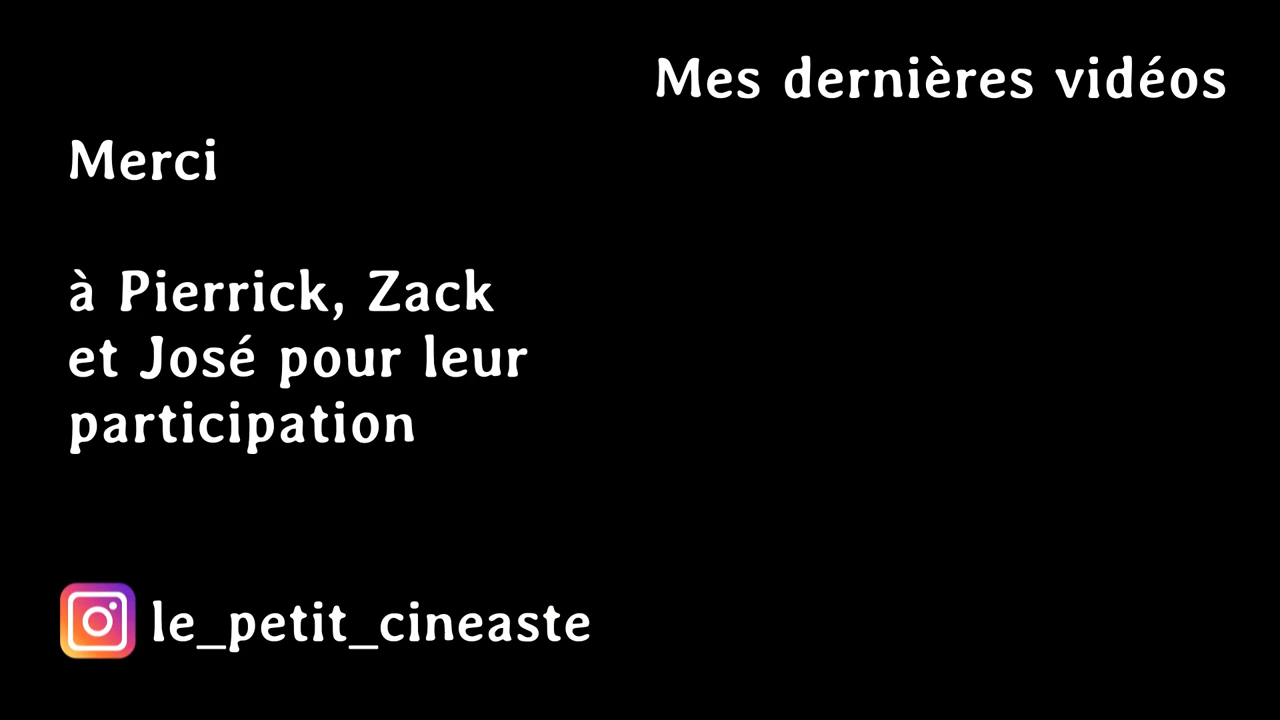 Mes dernières vidéos
Merci
à Pierrick, Zack
et José pour leur
participation
le_petit_cineaste